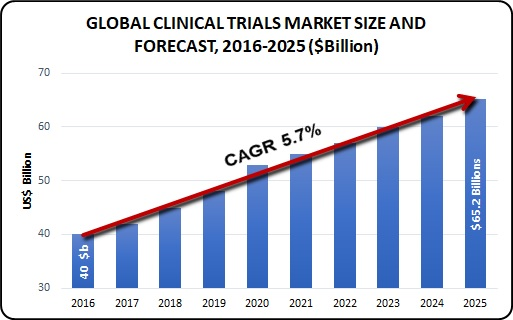 GLOBAL CLINICAL TRIALS MARKET SIZE AND
FORECAST, 2016-2025 ($Billion)
70
60
50
40
30
US$ Billion
CAGR 5.7%
40 $b
$65.2 Billions
2016 2017 2018 2019 2020 2021 2022 2023 2024 2025